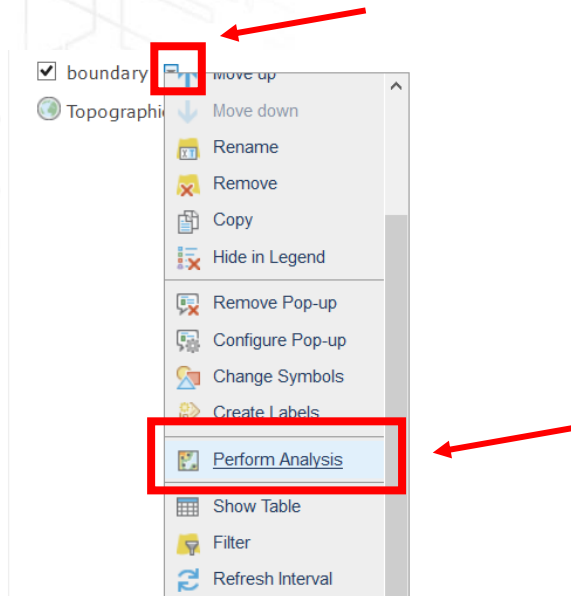 boundary
Move up
Topographi
Move down
Rename
Remove
Copy
Hide in Legend
Remove Pop-up
Configure Pop-up
Change Symbols
Create Labels
Perform Analysis
Show Table
Filter
Refresh Interval